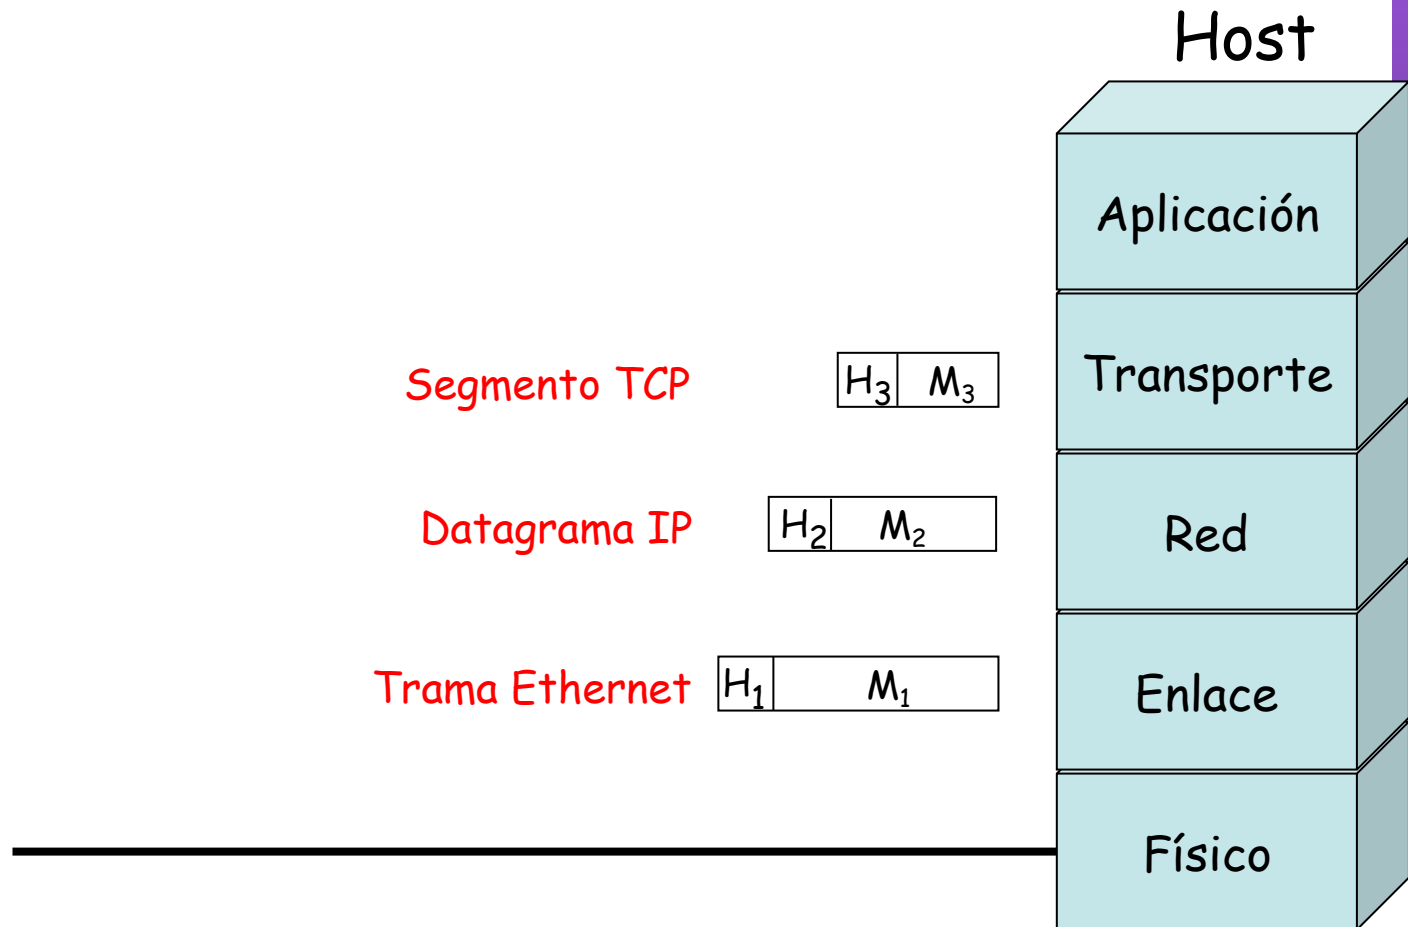 Host
Aplicación
Segmento TCP H₃ M₃ Transporte
Datagrama IP H₂ M₂ Red
Trama Ethernet H₁ M₁ Enlace
Físico